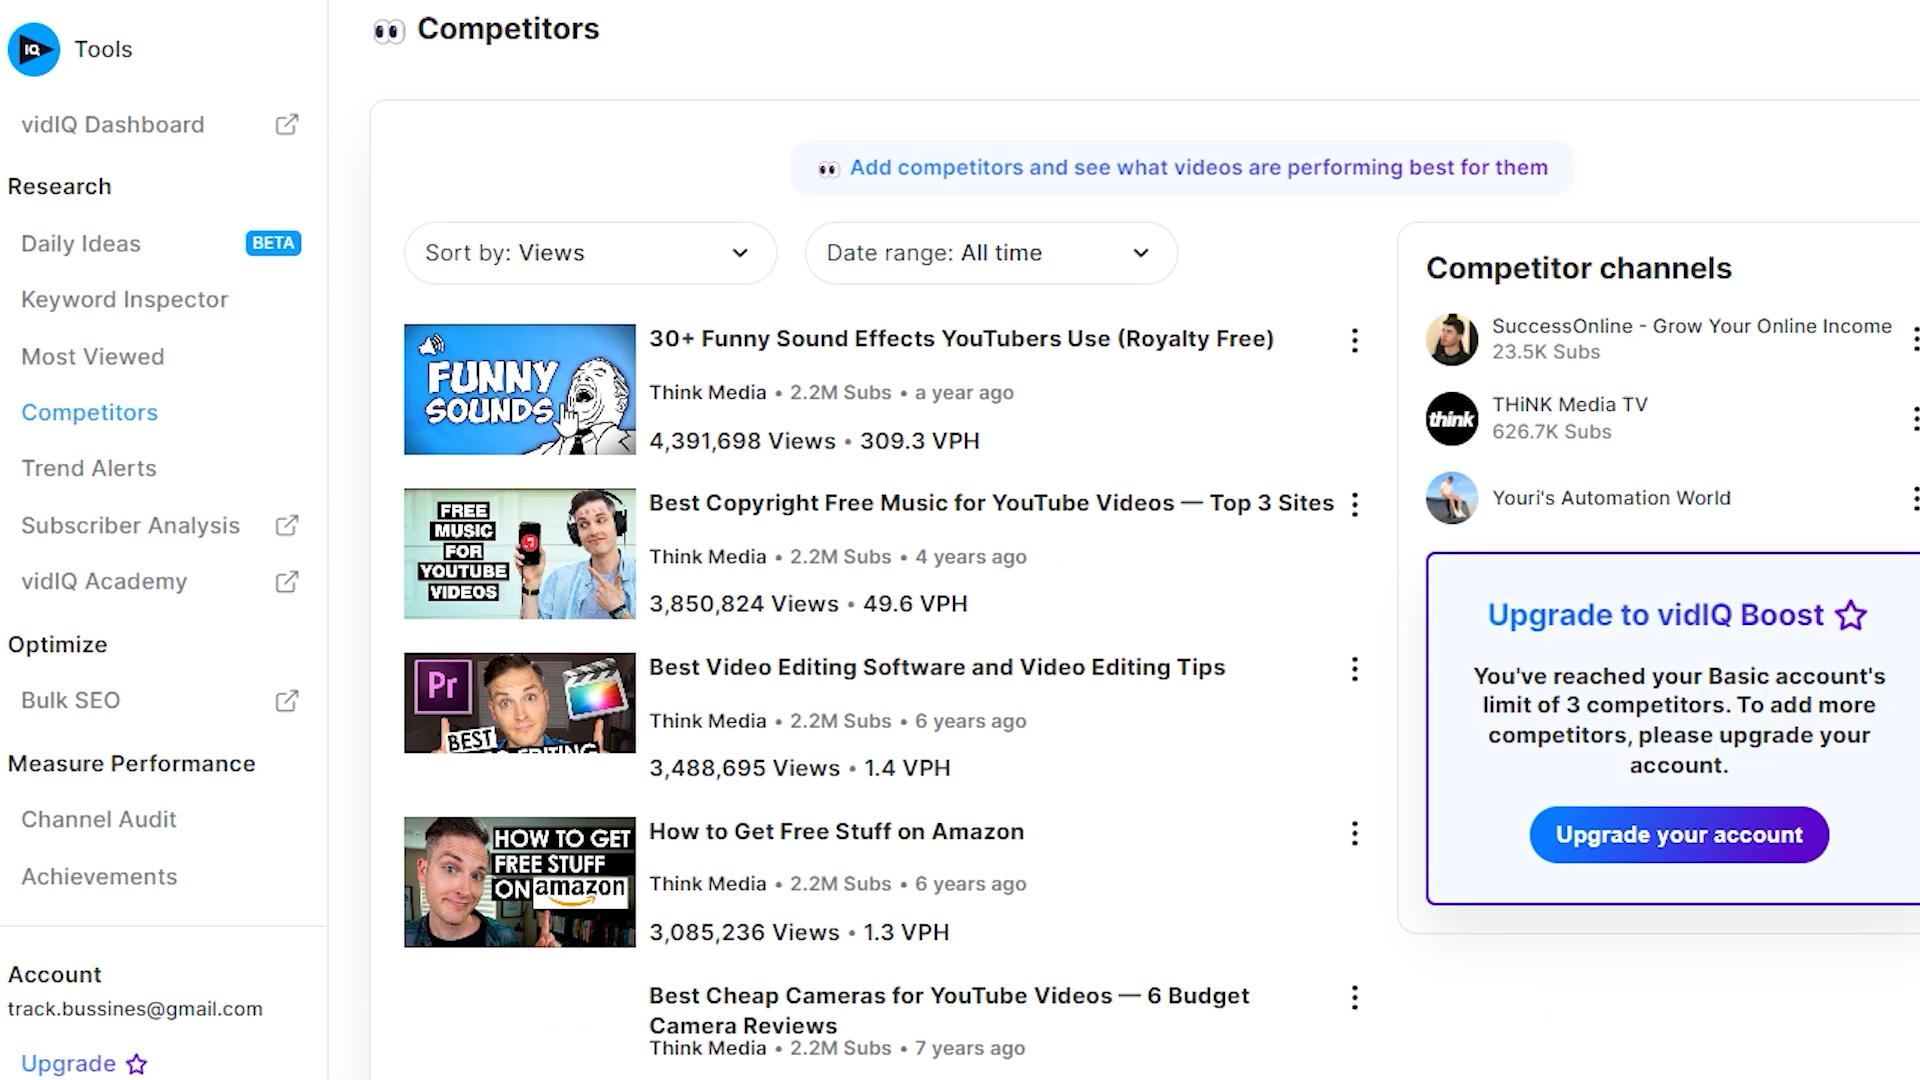 IQ Tools
vidIQ Dashboard
Research
Daily Ideas BETA
Keyword Inspector
Most Viewed
Competitors
Trend Alerts
Subscriber Analysis
vidIQ Academy
Optimize
Bulk SEO
Measure Performance
Channel Audit
Achievements
Account
track.bussines@gmail.com
Upgrade
Competitors
Add competitors and see what videos are performing best for them
Sort by: Views
Date range: All time
FUNNY
SOUNDS
30+ Funny Sound Effects YouTubers Use (Royalty Free)
Think Media • 2.2M Subs • a year ago
4,391,698 Views • 309.3 VPH
FREE
MUSIC
FOR
YOUTUBE
VIDEOS
Best Copyright Free Music for YouTube Videos — Top 3 Sites
Think Media • 2.2M Subs • 4 years ago
3,850,824 Views • 49.6 VPH
Pr
BEST
EDITING
Best Video Editing Software and Video Editing Tips
Think Media • 2.2M Subs • 6 years ago
3,488,695 Views • 1.4 VPH
HOW TO GET
FREE STUFF
ON amazon
How to Get Free Stuff on Amazon
Think Media • 2.2M Subs • 6 years ago
3,085,236 Views • 1.3 VPH
Best Cheap Cameras for YouTube Videos — 6 Budget
Camera Reviews
Think Media • 2.2M Subs • 7 years ago
Competitor channels
SuccessOnline - Grow Your Online Income
23.5K Subs
think
THiNK Media TV
626.7K Subs
Youri's Automation World
Upgrade to vidIQ Boost
You've reached your Basic account's
limit of 3 competitors. To add more
competitors, please upgrade your
account.
Upgrade your account